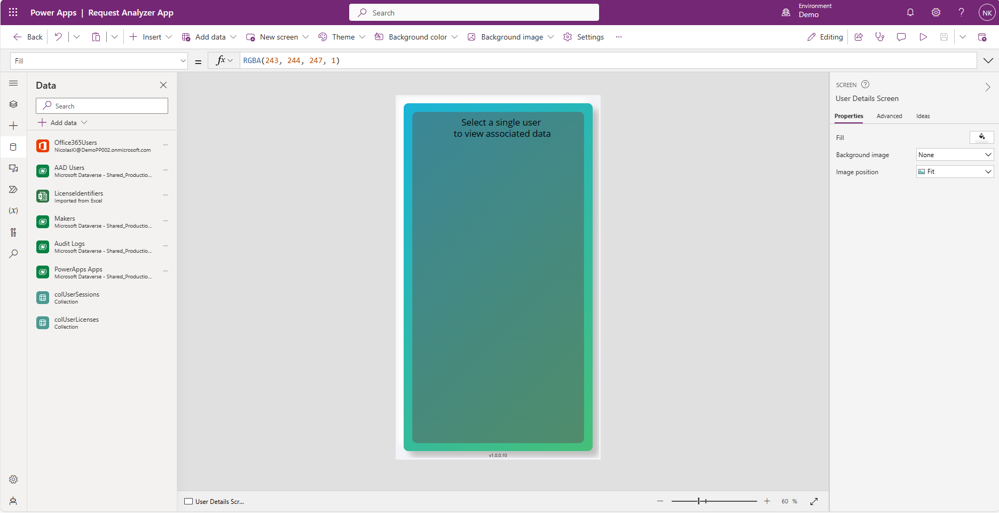 Power Apps | Request Analyzer App
Search
Environment
Demo
NK
Back
Insert
Add data
New screen
Theme
Background color
Background image
Settings
...
Editing
Fill
=
fx
RGBA(243, 244, 247, 1)
Data
Search
Add data
Office365Users
NicolasKl@DemoPP002.onmicrosoft.com
AAD Users
Microsoft Dataverse - Shared_Productio...
LicenseIdentifiers
Imported from Excel
Makers
Microsoft Dataverse - Shared_Productio...
Audit Logs
Microsoft Dataverse - Shared_Productio...
PowerApps Apps
Microsoft Dataverse - Shared_Productio...
colUserSessions
Collection
colUserLicenses
Collection
(x)
Select a single user
to view associated data
v1.0.0.10
SCREEN
User Details Screen
Properties
Advanced
Ideas
Fill
Background image
None
Image position
Fit
User Details Scr...
60 %